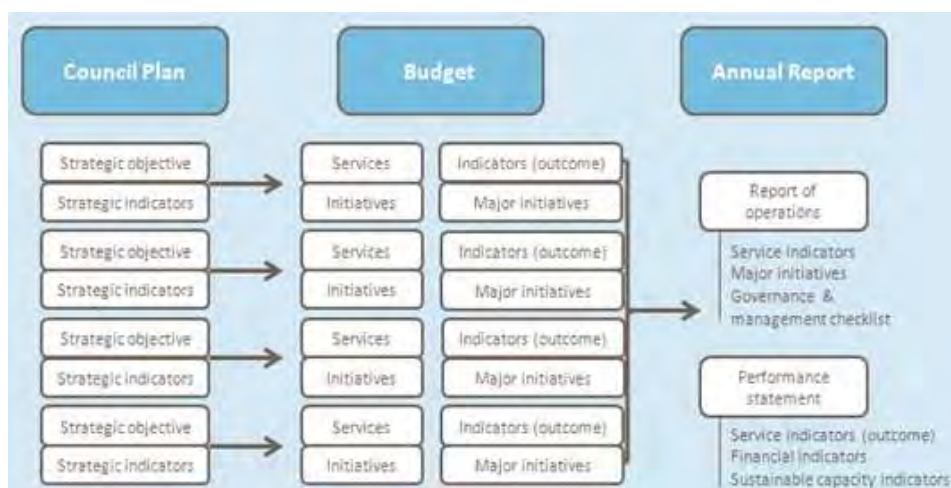 Council Plan
Budget
Annual Report
Strategic objective
Strategic indicators
Services
Initiatives
Indicators (outcome)
Major initiatives
Strategic objective
Strategic indicators
Services
Initiatives
Indicators (outcome)
Major initiatives
Strategic objective
Strategic indicators
Services
Initiatives
Indicators (outcome)
Major initiatives
Strategic objective
Strategic indicators
Services
Initiatives
Indicators (outcome)
Major initiatives
Report of
operations
Service indicators
Major initiatives
Governance &
management checklist
Performance
statement
Service indicators (outcome)
Financial indicators
Sustainable capacity indicators